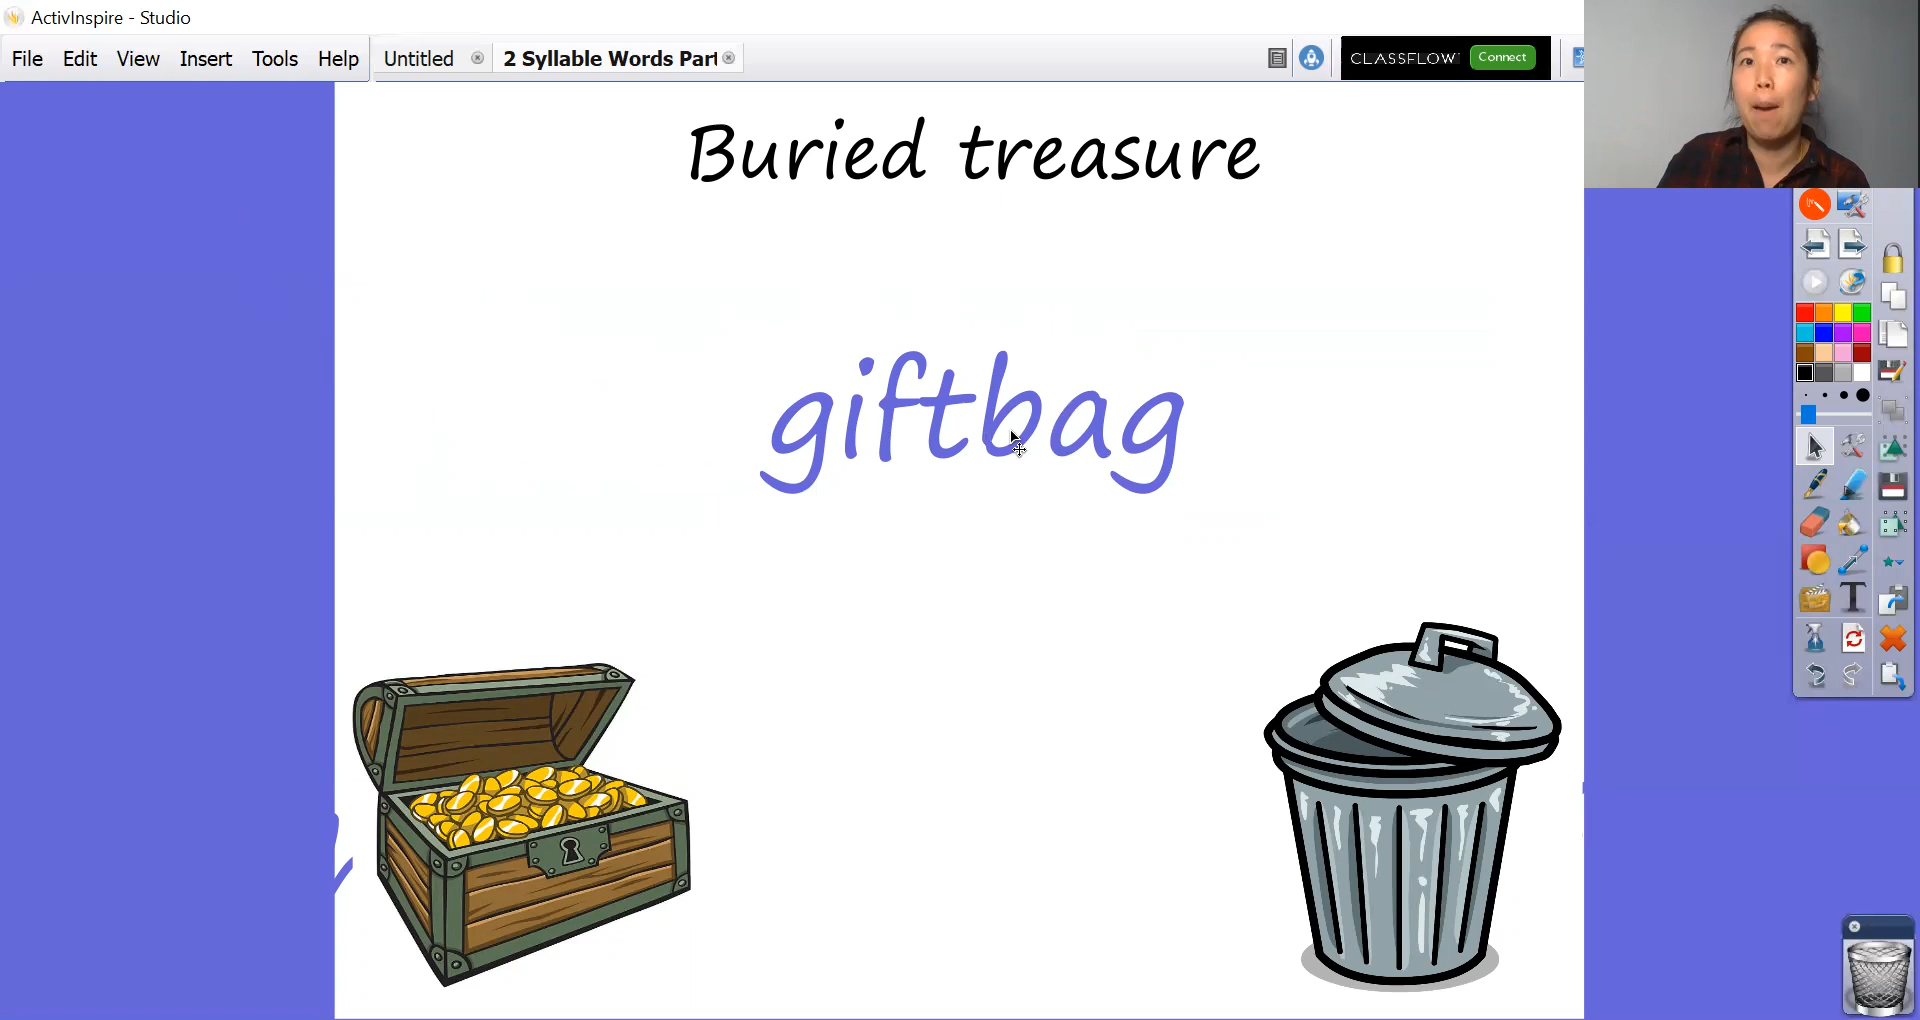 ActivInspire - Studio
File Edit View Insert Tools Help Untitled 2 Syllable Words Part CLASSFLOW Connect
Buried treasure
giftbag